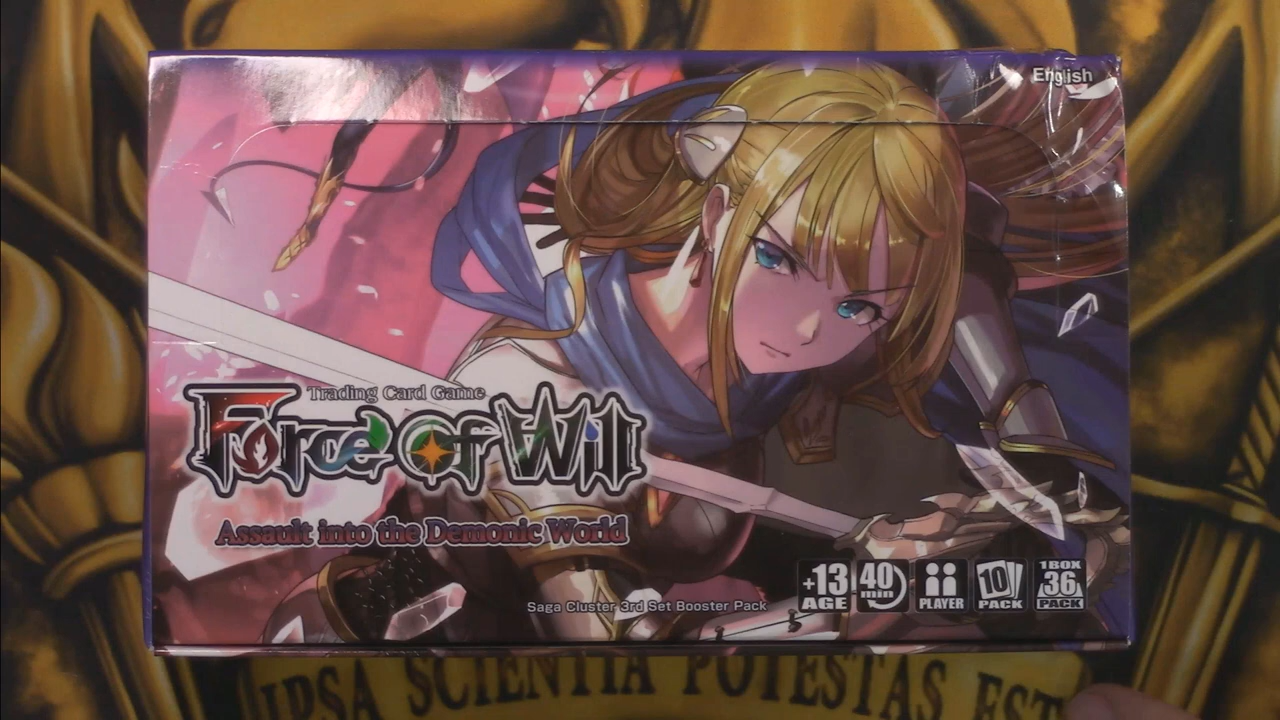 English
Trading Card Game
Force Of Will
Assault into the Demonic World
Saga Cluster 3rd Set Booster Pack
+13
AGE
40
min
PLAYER
10
PACK
1BOX
36
PACK
IPSA SCIENTIA POTESTAS EST